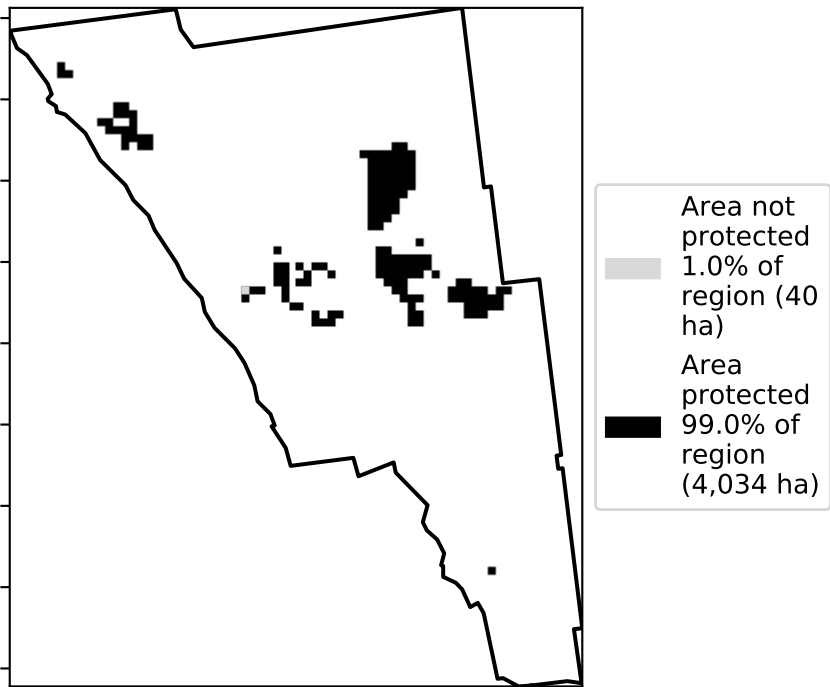 Area not
protected
1.0% of
region (40
ha)
Area
protected
99.0% of
region
(4,034 ha)